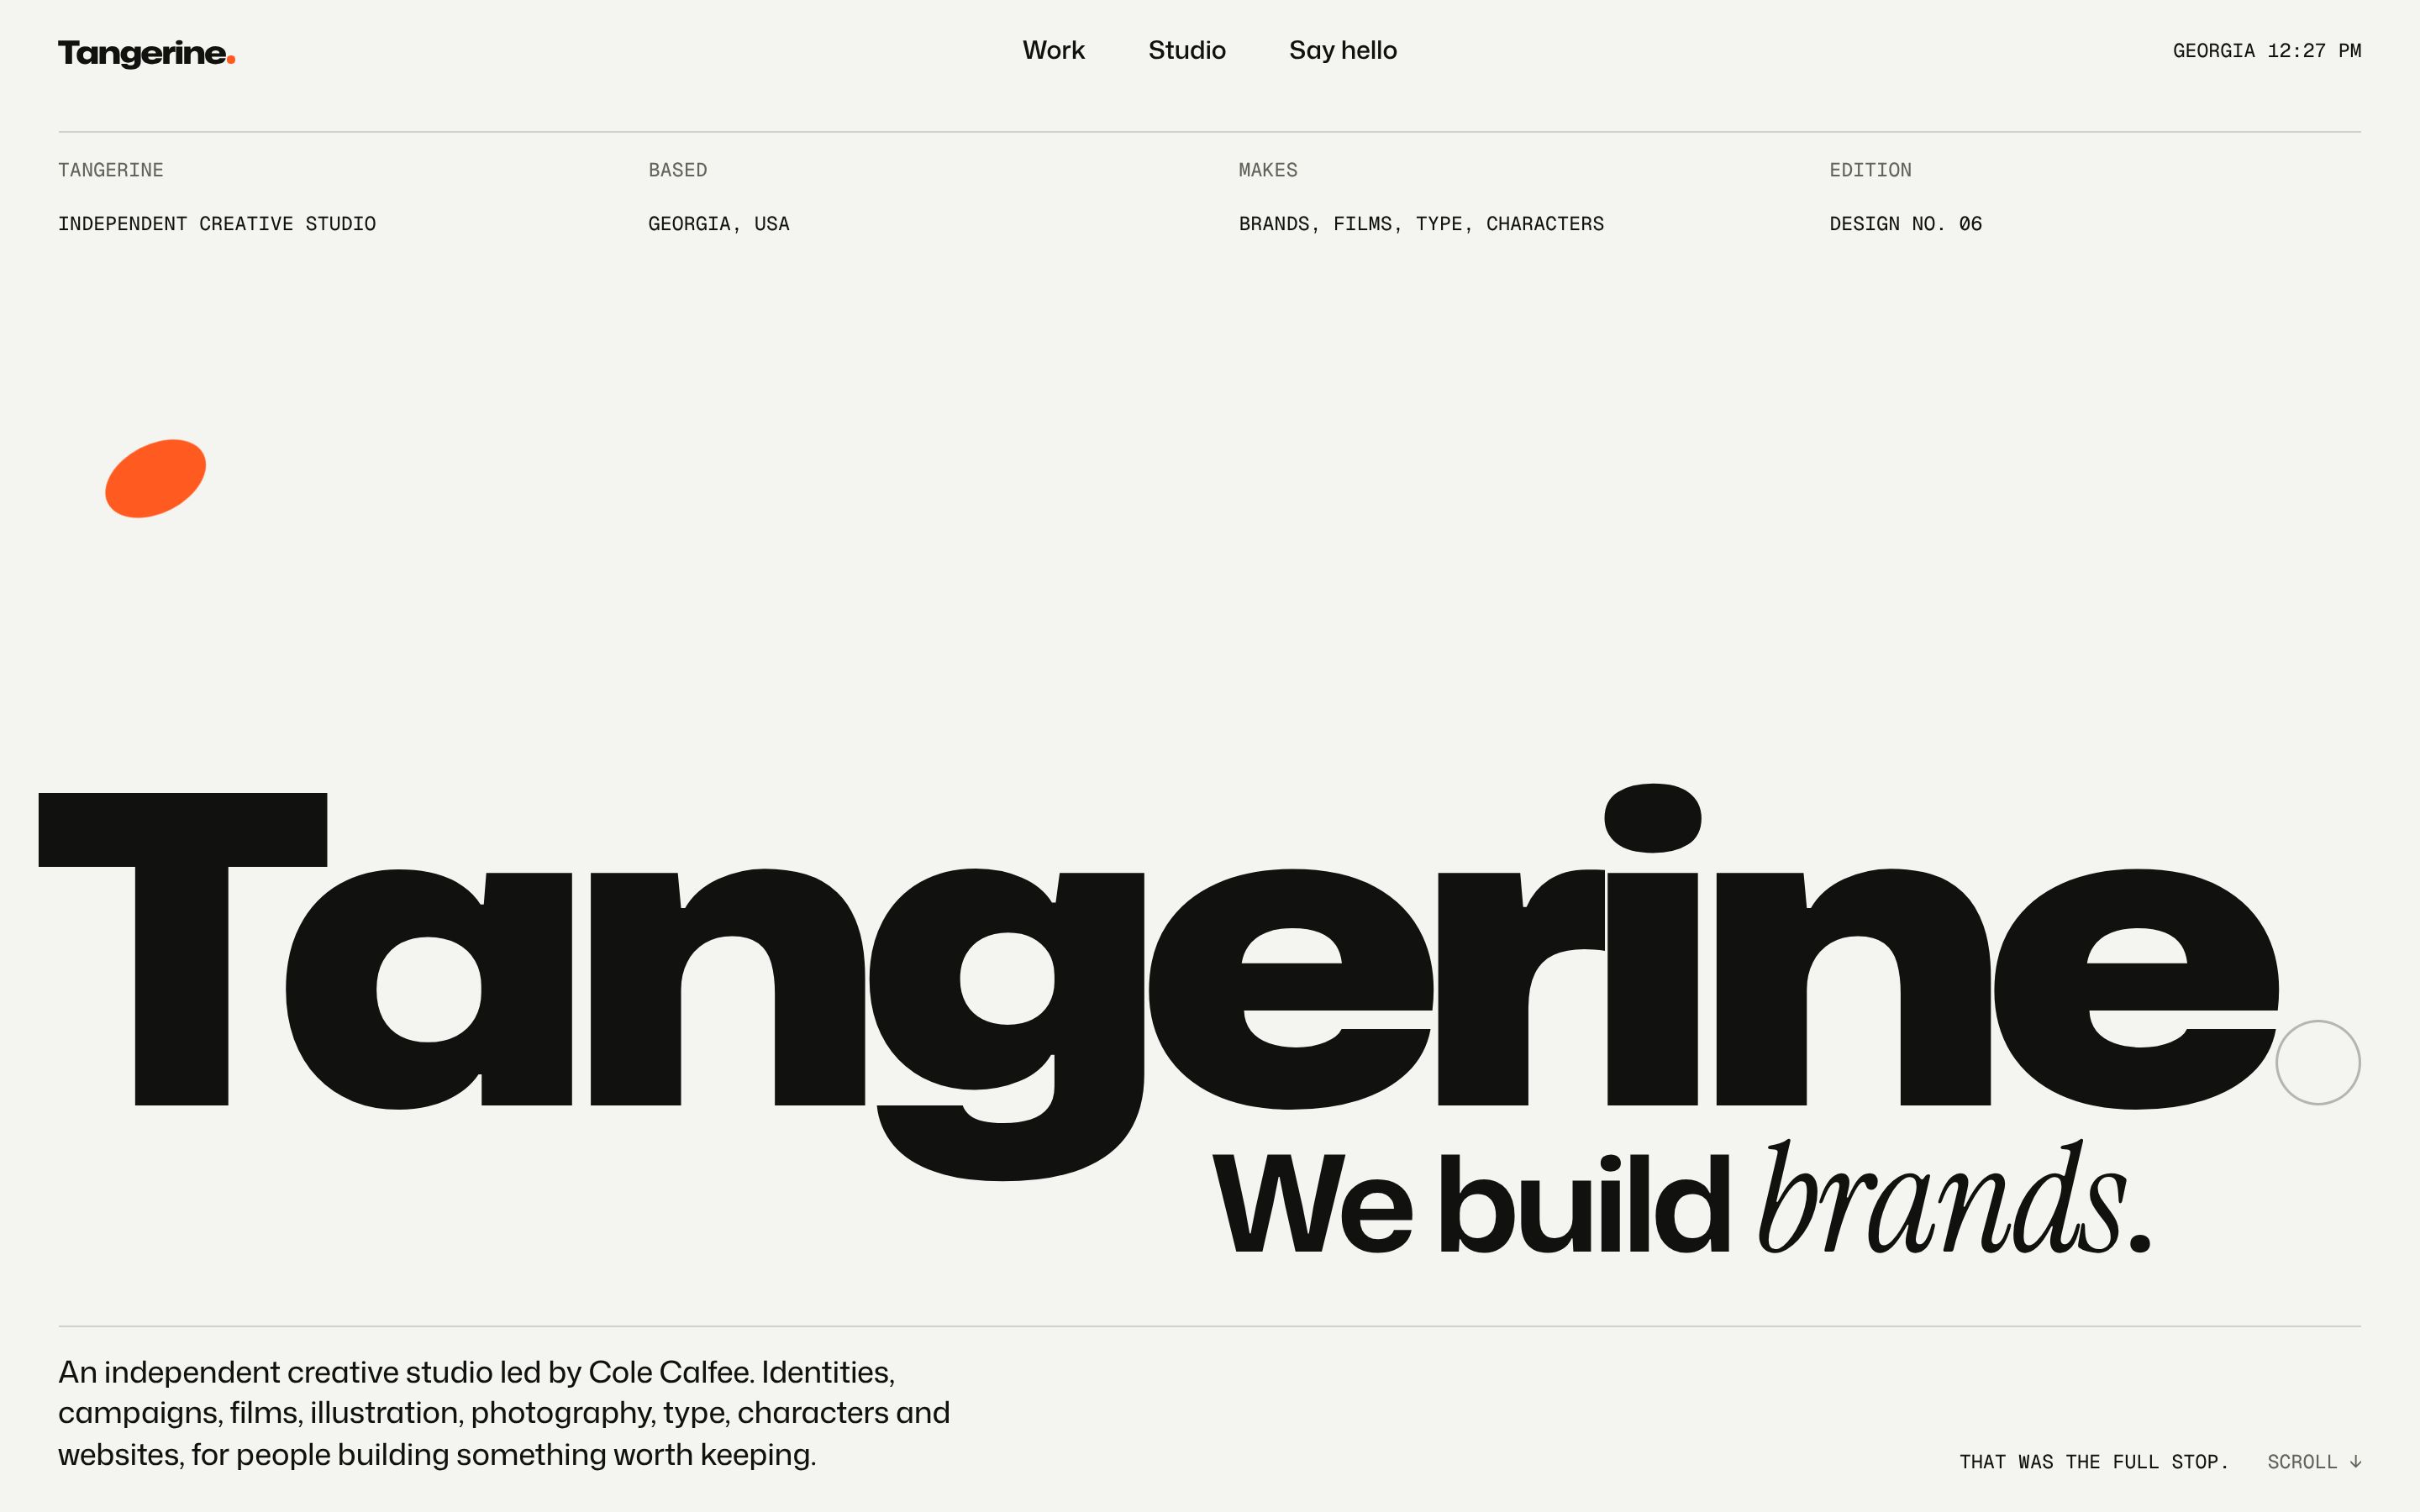 Tangerine.
Work Studio Say hello
GEORGIA 12:27 PM
TANGERINE
INDEPENDENT CREATIVE STUDIO
BASED
GEORGIA, USA
MAKES
BRANDS, FILMS, TYPE, CHARACTERS
EDITION
DESIGN NO. 06
Tangerine
We build brands.
An independent creative studio led by Cole Calfee. Identities,
campaigns, films, illustration, photography, type, characters and
websites, for people building something worth keeping.
THAT WAS THE FULL STOP.
SCROLL ↓